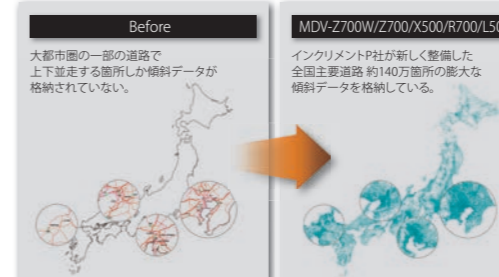 Before
大都市圏の一部の道路で
上下並走する箇所しか傾斜データが
格納されていない。
MDV-Z700W/Z700/X500/R700/L50
インクリメントP社が新しく整備した
全国主要道路 約140万箇所の膨大な
傾斜データを格納している。